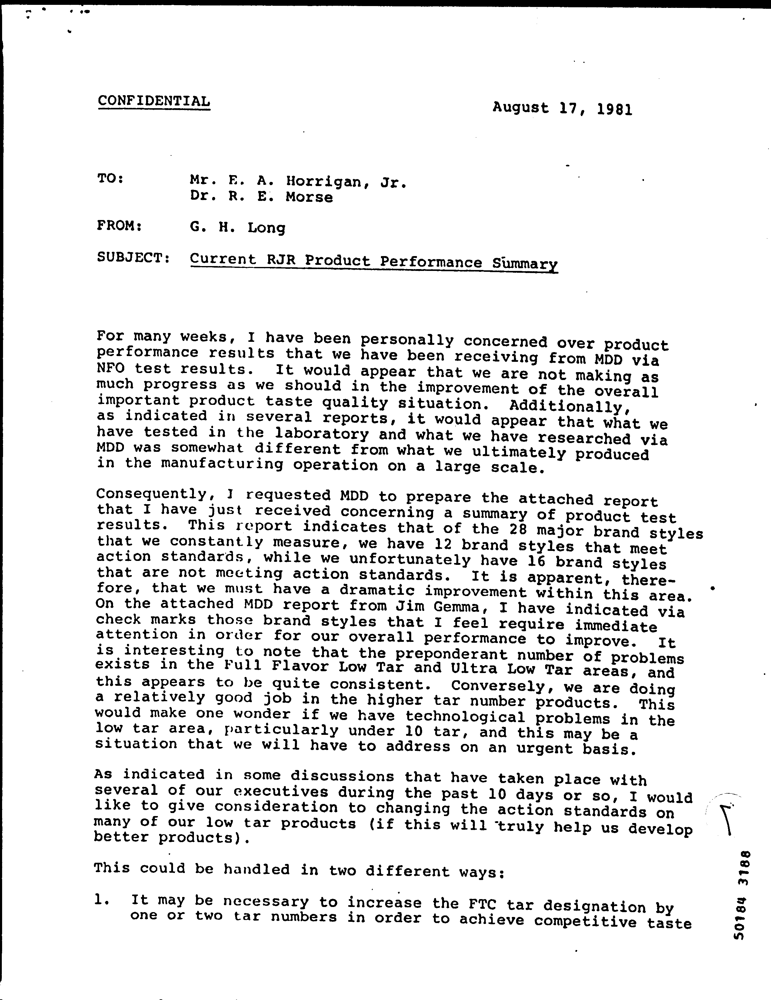 CONFIDENTIAL
August 17, 1981
TO: Mr. E. A. Horrigan, Jr.
Dr. R. E. Morse
FROM: G. H. Long
SUBJECT: Current RJR Product Performance Summary
For many weeks, I have been personally concerned over product
performance results that we have been receiving from MDD via
NFO test results. It would appear that we are not making as
much progress as we should in the improvement of the overall
important product taste quality situation. Additionally,
as indicated in several reports, it would appear that what we
have tested in the laboratory and what we have researched via
MDD was somewhat different from what we ultimately produced
in the manufacturing operation on a large scale.
Consequently, I requested MDD to prepare the attached report
that I have just received concerning a summary of product test
results. This report indicates that of the 28 major brand styles
that we constantly measure, we have 12 brand styles that meet
action standards, while we unfortunately have 16 brand styles
that are not meeting action standards. It is apparent, there-
fore, that we must have a dramatic improvement within this area.
On the attached MDD report from Jim Gemma, I have indicated via
check marks those brand styles that I feel require immediate
attention in order for our overall performance to improve. It
is interesting to note that the preponderant number of problems
exists in the Full Flavor Low Tar and Ultra Low Tar areas, and
this appears to be quite consistent. Conversely, we are doing
a relatively good job in the higher tar number products. This
would make one wonder if we have technological problems in the
low tar area, particularly under 10 tar, and this may be a
situation that we will have to address on an urgent basis.
As indicated in some discussions that have taken place with
several of our executives during the past 10 days or so, I would
like to give consideration to changing the action standards on
many of our low tar products (if this will truly help us develop
better products).
This could be handled in two different ways:
1. It may be necessary to increase the FTC tar designation by
one or two tar numbers in order to achieve competitive taste
50184 3188